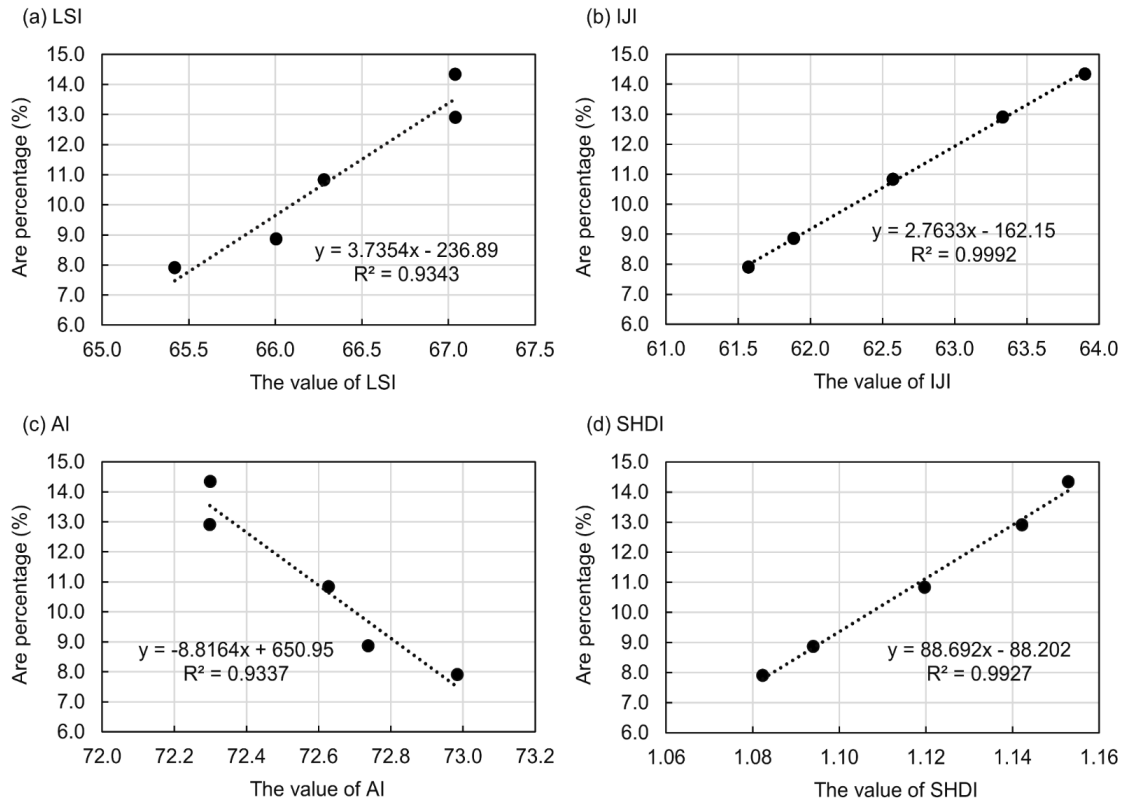 (a) LSI
Are percentage (%)
15.0
14.0
13.0
12.0
11.0
10.0
9.0
8.0
7.0
6.0
y = 3.7354x - 236.89
R² = 0.9343
65.0 65.5 66.0 66.5 67.0 67.5
The value of LSI
(b) IJI
Are percentage (%)
15.0
14.0
13.0
12.0
11.0
10.0
9.0
8.0
7.0
6.0
y = 2.7633x - 162.15
R² = 0.9992
61.0 61.5 62.0 62.5 63.0 63.5 64.0
The value of IJI
(c) AI
Are percentage (%)
15.0
14.0
13.0
12.0
11.0
10.0
9.0
8.0
7.0
6.0
y = -8.8164x + 650.95
R² = 0.9337
72.0 72.2 72.4 72.6 72.8 73.0 73.2
The value of AI
(d) SHDI
Are percentage (%)
15.0
14.0
13.0
12.0
11.0
10.0
9.0
8.0
7.0
6.0
y = 88.692x - 88.202
R² = 0.9927
1.06 1.08 1.10 1.12 1.14 1.16
The value of SHDI